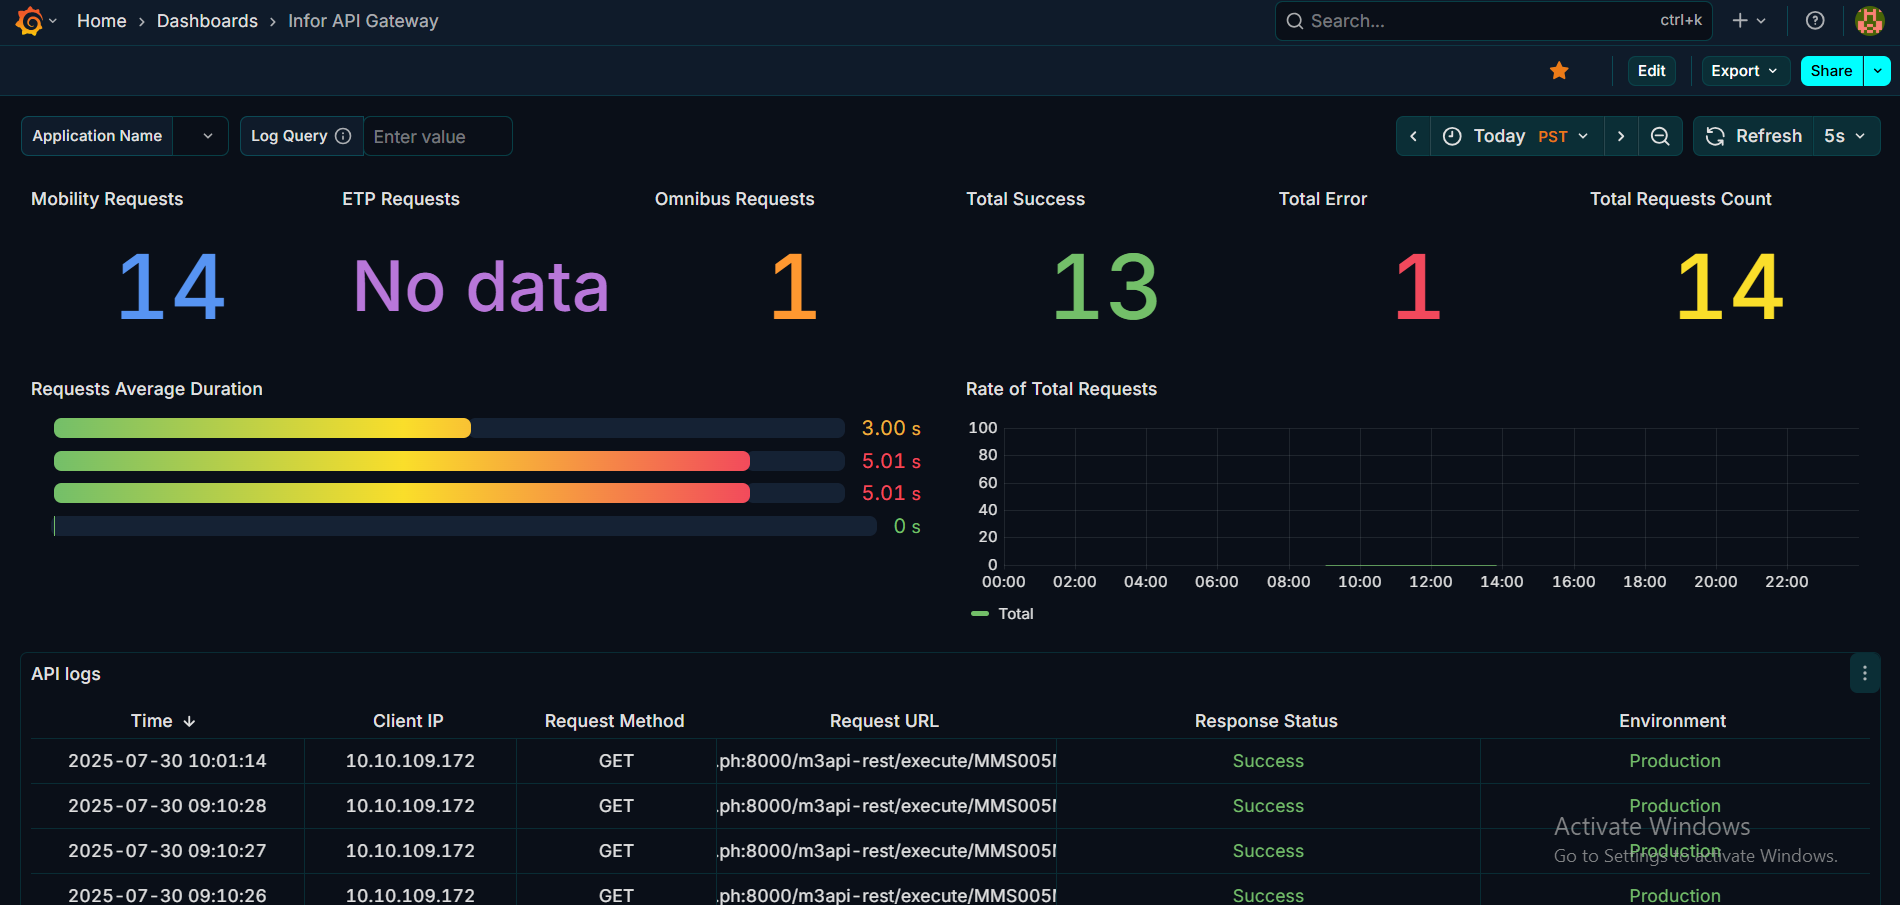 Home > Dashboards > Infor API Gateway Search... ctrl+k
Edit Export Share
Application Name Log Query Enter value Today PST Refresh 5s
Mobility Requests ETP Requests Omnibus Requests Total Success Total Error Total Requests Count
14 No data 1 13 1 14
Requests Average Duration
3.00 s
5.01 s
5.01 s
0 s
Rate of Total Requests
100
80
60
40
20
0
00:00 02:00 04:00 06:00 08:00 10:00 12:00 14:00 16:00 18:00 20:00 22:00
Total
API logs
Time Client IP Request Method Request URL Response Status Environment
2025-07-30 10:01:14 10.10.109.172 GET .ph:8000/m3api-rest/execute/MMS005 Success Production
2025-07-30 09:10:28 10.10.109.172 GET .ph:8000/m3api-rest/execute/MMS005 Success Production
2025-07-30 09:10:27 10.10.109.172 GET .ph:8000/m3api-rest/execute/MMS005 Success Production
2025-07-30 09:10:26 10.10.109.172 GET .ph:8000/m3api-rest/execute/MMS005 Success Production
Activate Windows
Go to Settings to activate Windows.